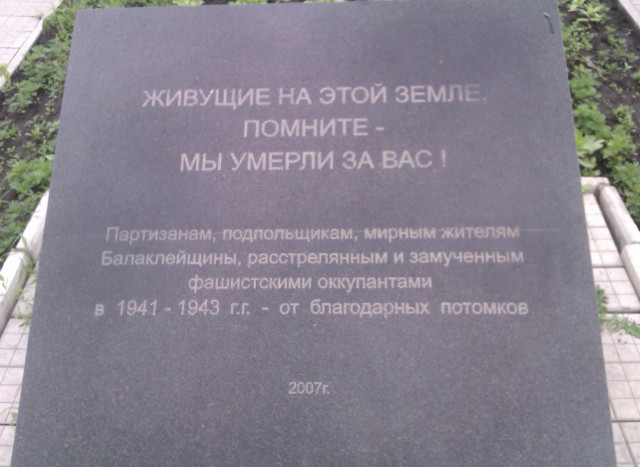 ЖИВУЩИЕ НА ЭТОЙ ЗЕМЛЕ,
ПОМНИТЕ -
МЫ УМЕРЛИ ЗА ВАС !
Партизанам, подпольщикам, мирным жителям
Балаклейщины, расстрелянным и замученным
фашистскими оккупантами
в 1941 - 1943 г.г. - от благодарных потомков
2007г.